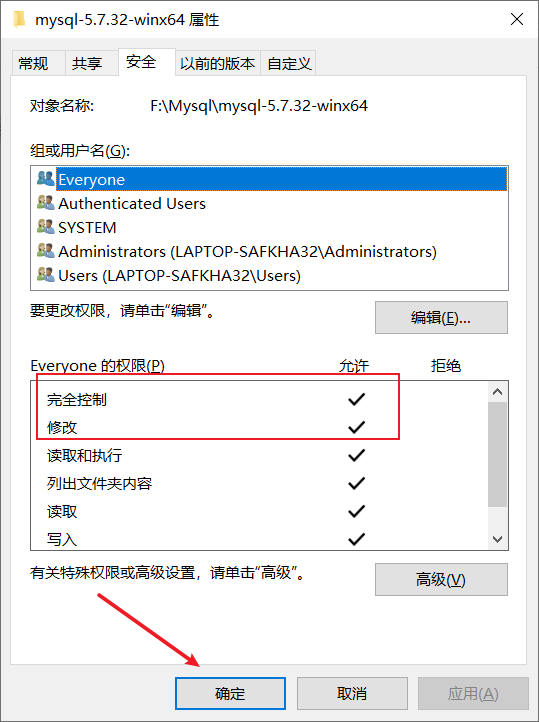 mysql-5.7.32-winx64 属性
常规 共享 安全 以前的版本 自定义
对象名称: F:\Mysql\mysql-5.7.32-winx64
组或用户名(G):
Everyone
Authenticated Users
SYSTEM
Administrators (LAPTOP-SAFKHA32\Administrators)
Users (LAPTOP-SAFKHA32\Users)
要更改权限，请单击“编辑”。 编辑(E)...
Everyone 的权限(P) 允许 拒绝
完全控制
修改
读取和执行
列出文件夹内容
读取
写入
有关特殊权限或高级设置，请单击“高级”。 高级(V)
确定 取消 应用(A)